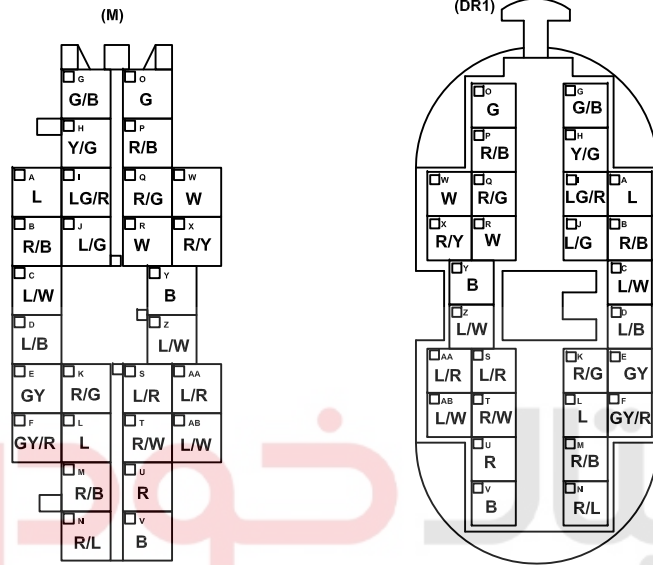 (M)
G O
G/B G
H P
Y/G R/B
A I Q W
L LG/R R/G W
B J R X
R/B L/G W R/Y
C Y
L/W B
D Z
L/B L/W
E K S AA
GY R/G L/R L/R
F L T AB
GY/R L R/W L/W
M U
R/B R
N V
R/L B
(DR1)
O G
G G/B
P H
R/B Y/G
W Q I A
W R/G LG/R L
X R J B
R/Y W L/G R/B
Y C
B L/W
Z D
L/W L/B
AA S K E
L/R L/R R/G GY
AB T L F
L/W R/W L GY/R
U M
R R/B
V N
B R/L